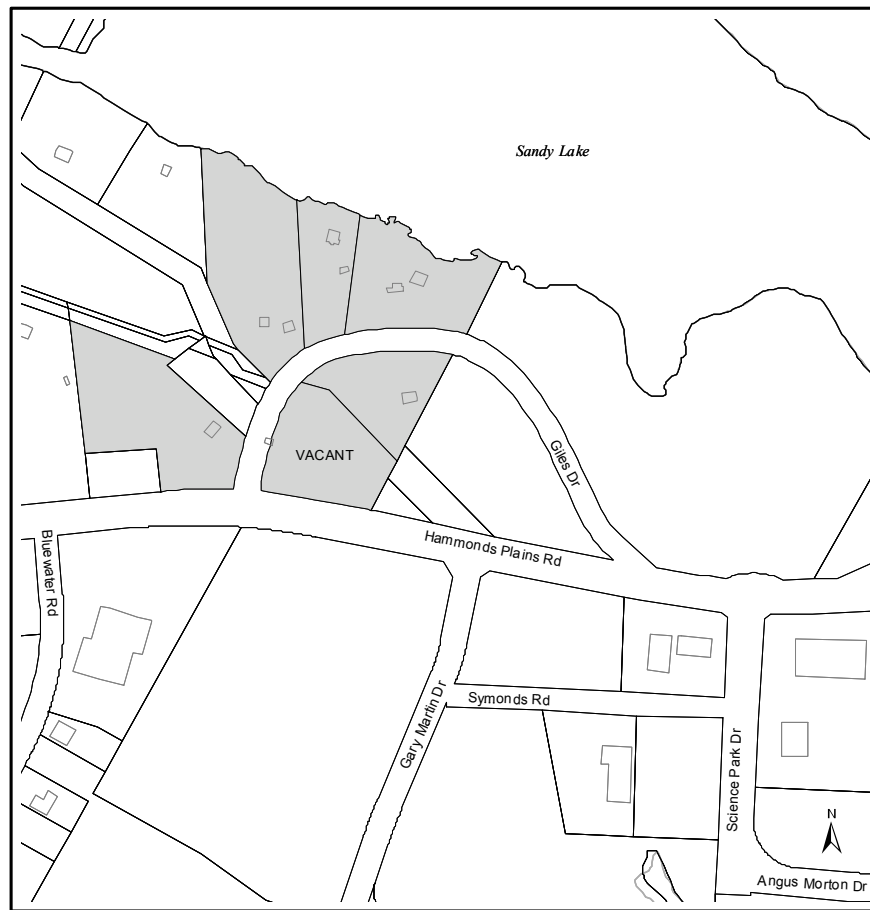 Sandy Lake
VACANT
Giles Dr
Hammonds Plains Rd
Bluewater Rd
Gary Martin Dr
Symonds Rd
Science Park Dr
N
Angus Morton Dr